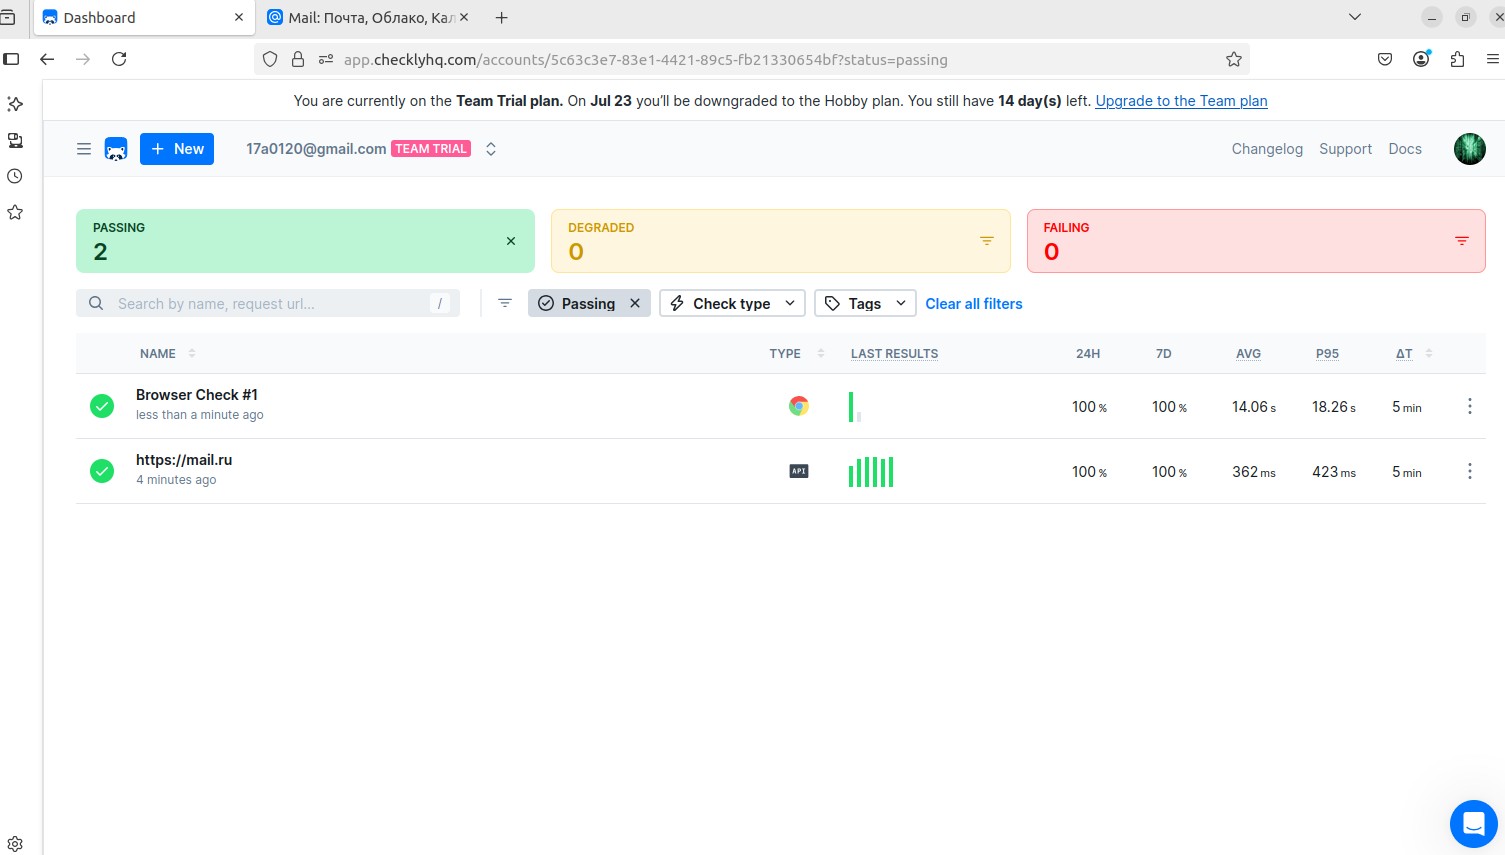 Dashboard
Mail: Почта, Облако, Кал
app.checklyhq.com/accounts/5c63c3e7-83e1-4421-89c5-fb21330654bf?status=passing
You are currently on the Team Trial plan. On Jul 23 you'll be downgraded to the Hobby plan. You still have 14 day(s) left. Upgrade to the Team plan
New
17a0120@gmail.com TEAM TRIAL
Changelog Support Docs
PASSING
2
DEGRADED
0
FAILING
0
Search by name, request url... /
Passing
Check type
Tags
Clear all filters
NAME TYPE LAST RESULTS 24H 7D AVG P95 ΔT
Browser Check #1
less than a minute ago
100 % 100 % 14.06 s 18.26 s 5 min
https://mail.ru
4 minutes ago
API
100 % 100 % 362 ms 423 ms 5 min